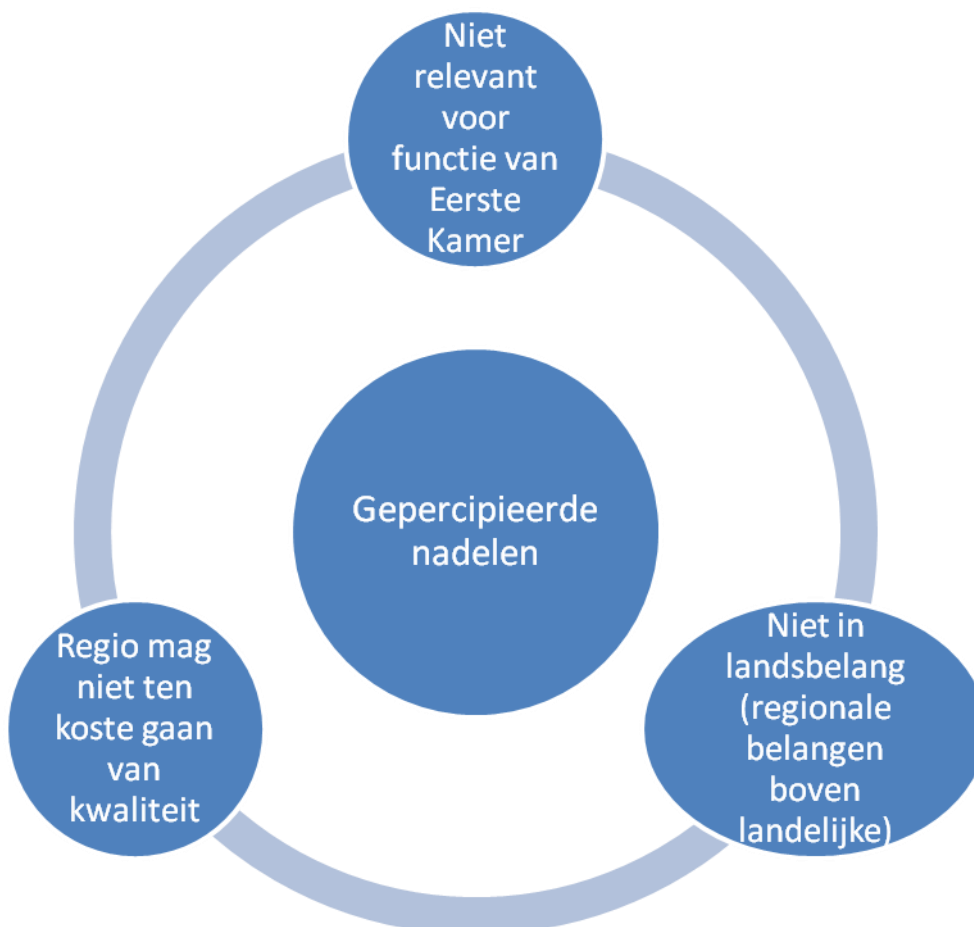 Niet
relevant
voor
functie van
Eerste
Kamer
Gepercipieerde
nadelen
Regio mag
niet ten
koste gaan
van
kwaliteit
Niet in
landsbelang
(regionale
belangen
boven
landelijke)